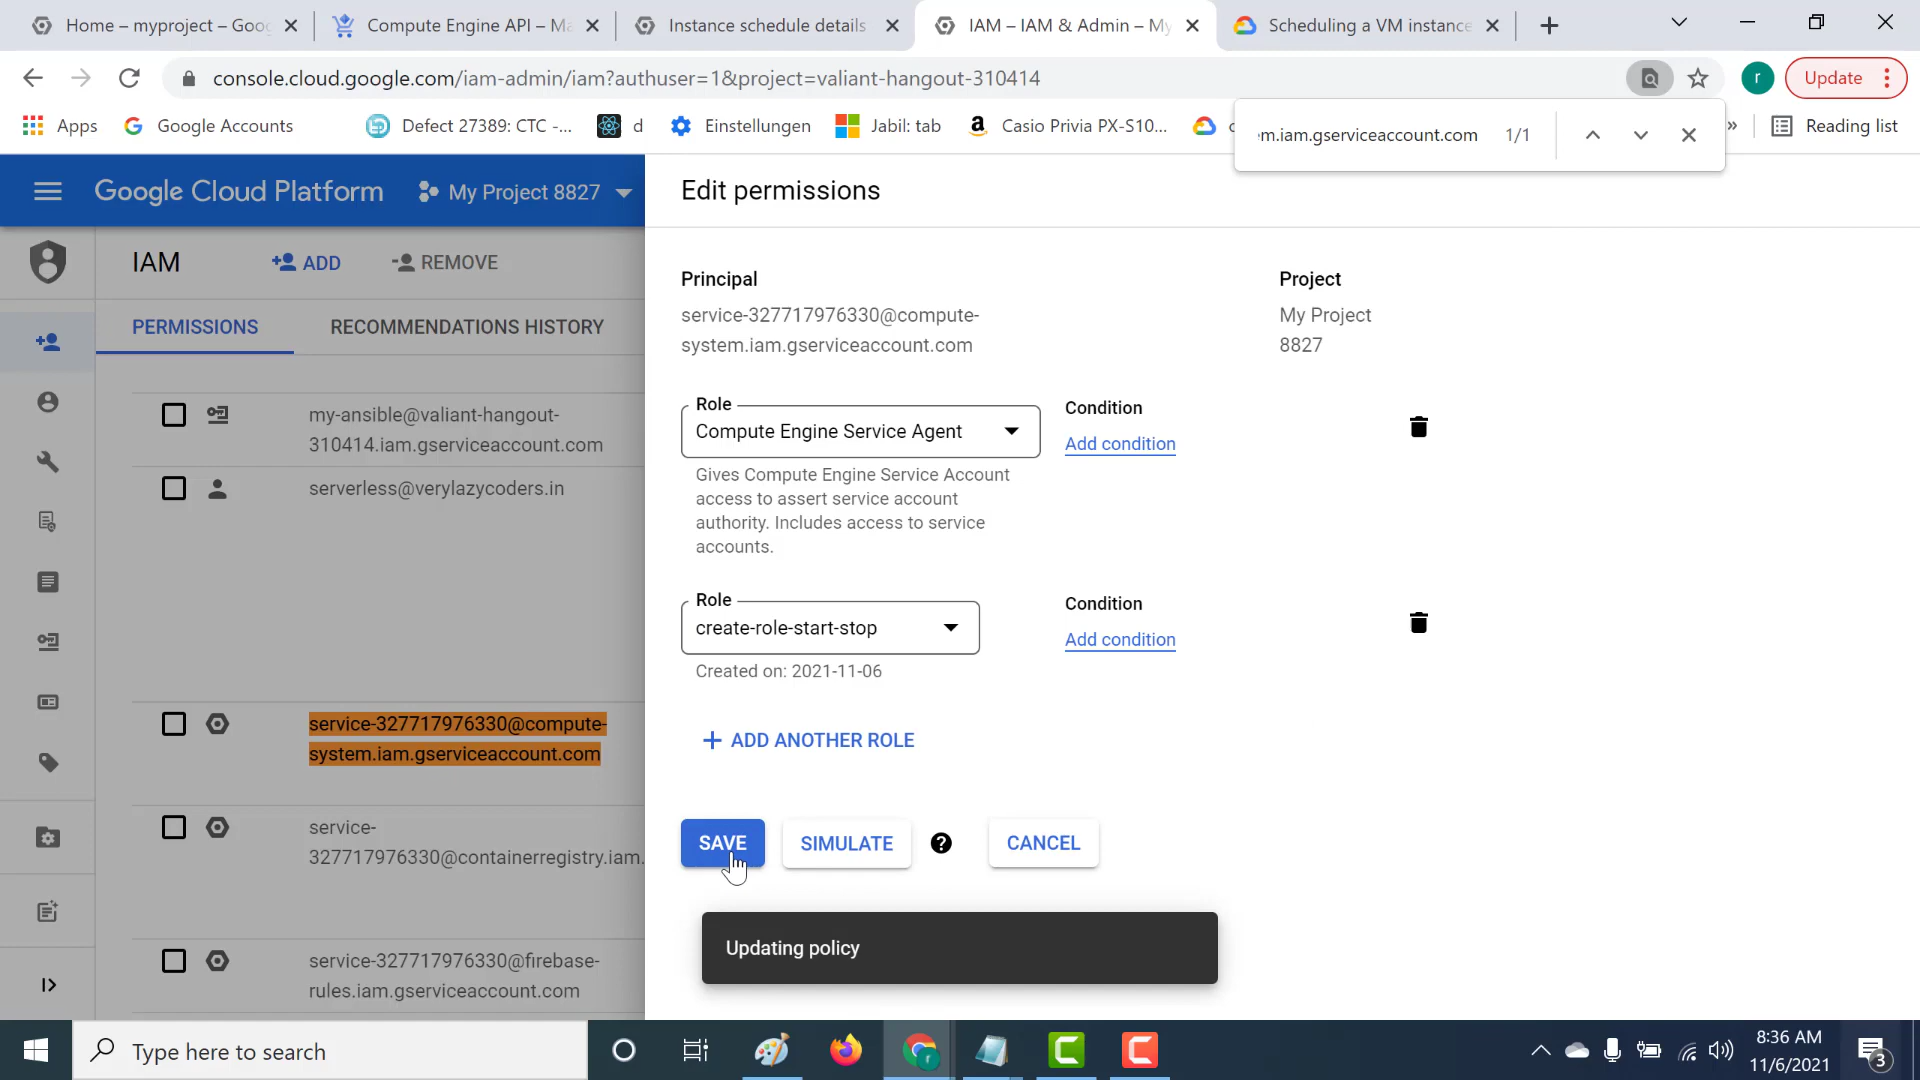 Home – myproject – Goo
Compute Engine API – Ma
Instance schedule details
IAM – IAM & Admin – My
Scheduling a VM instance
console.cloud.google.com/iam-admin/iam?authuser=1&project=valiant-hangout-310414
r
Update
Apps
Google Accounts
Defect 27389: CTC -...
d
Einstellungen
Jabil: tab
Casio Privia PX-S10...
»
Reading list
m.iam.gserviceaccount.com 1/1
Google Cloud Platform
My Project 8827
Edit permissions
IAM
ADD
REMOVE
PERMISSIONS
RECOMMENDATIONS HISTORY
my-ansible@valiant-hangout-
310414.iam.gserviceaccount.com
serverless@verylazycoders.in
service-327717976330@compute-
system.iam.gserviceaccount.com
service-
327717976330@containerregistry.iam.
service-327717976330@firebase-
rules.iam.gserviceaccount.com
Principal
service-327717976330@compute-
system.iam.gserviceaccount.com
Project
My Project
8827
Role
Compute Engine Service Agent
Gives Compute Engine Service Account
access to assert service account
authority. Includes access to service
accounts.
Condition
Add condition
Role
create-role-start-stop
Created on: 2021-11-06
Condition
Add condition
ADD ANOTHER ROLE
SAVE
SIMULATE
?
CANCEL
Updating policy
Type here to search
8:36 AM
11/6/2021
3